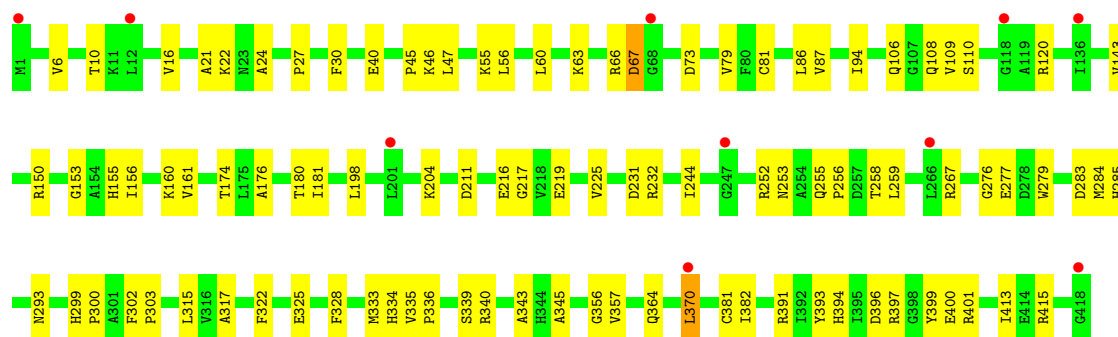 M1 V6 T10 K11 L12 V16 A21 K22 N23 A24 P27 F30 E40 P45 K46 L47 K55 L56 L60 K63 R66 D67 G68 D73 V79 F80 C81 L86 V87 I94 Q106 G107 Q108 V109 S110 G118 A119 R120 I136
R150 G153 A154 H155 I156 K160 V161 T174 L175 A176 T180 I181 L198 L201 K204 D211 E216 G217 V218 E219 V225 D231 R232 I244 G247 R252 N253 A254 Q255 P256 D257 T258 L259 L266 R267 G276 E277 D278 W279 D283 M284 H285
N293 H299 P300 A301 F302 P303 L315 V316 A317 F322 E325 F328 M333 H334 V335 P336 S339 R340 A343 H344 A345 G356 V357 Q364 L370 C381 I382 R391 I392 Y393 H394 I395 D396 R397 G398 Y399 E400 R401 I413 E414 R415 G418